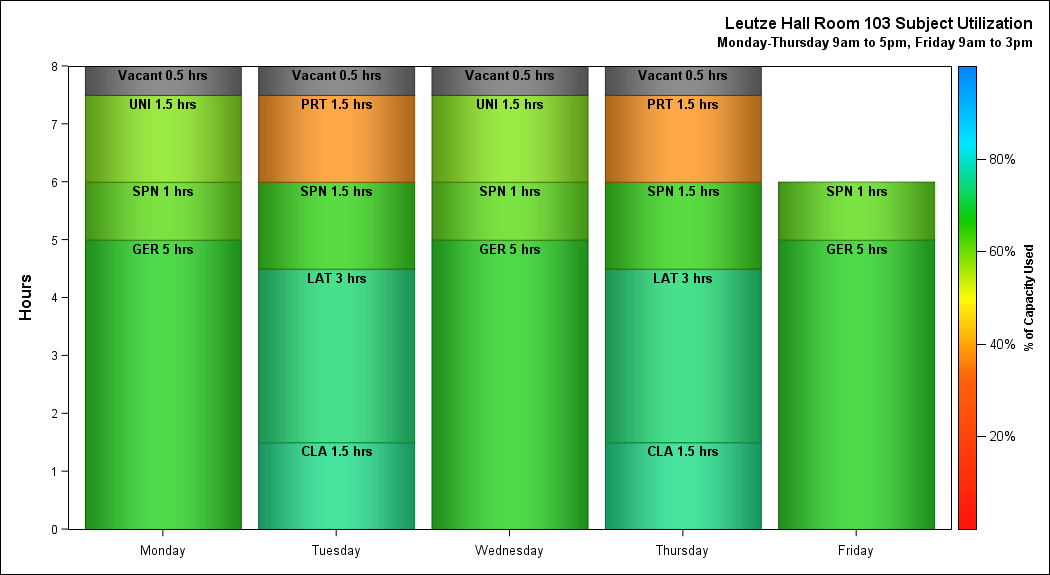 Leutze Hall Room 103 Subject Utilization
Monday-Thursday 9am to 5pm, Friday 9am to 3pm
Hours
8
7
6
5
4
3
2
1
0
Vacant 0.5 hrs
UNI 1.5 hrs
SPN 1 hrs
GER 5 hrs
Monday
Vacant 0.5 hrs
PRT 1.5 hrs
SPN 1.5 hrs
LAT 3 hrs
CLA 1.5 hrs
Tuesday
Vacant 0.5 hrs
UNI 1.5 hrs
SPN 1 hrs
GER 5 hrs
Wednesday
Vacant 0.5 hrs
PRT 1.5 hrs
SPN 1.5 hrs
LAT 3 hrs
CLA 1.5 hrs
Thursday
SPN 1 hrs
GER 5 hrs
Friday
80%
60%
40%
20%
% of Capacity Used